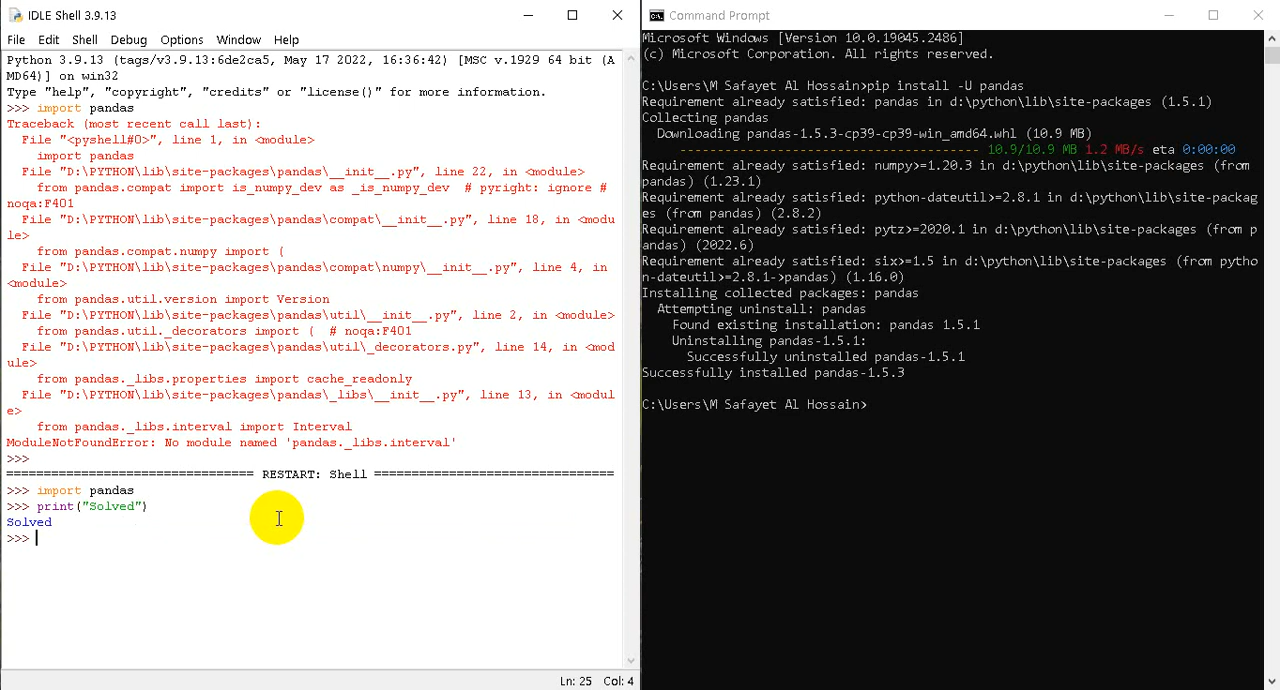 IDLE Shell 3.9.13
File Edit Shell Debug Options Window Help
Python 3.9.13 (tags/v3.9.13:6de2ca5, May 17 2022, 16:36:42) [MSC v.1929 64 bit (A
MD64)] on win32
Type "help", "copyright", "credits" or "license()" for more information.
>>> import pandas
Traceback (most recent call last):
  File "<pyshell#0>", line 1, in <module>
    import pandas
  File "D:\PYTHON\lib\site-packages\pandas\__init__.py", line 22, in <module>
    from pandas.compat import is_numpy_dev as _is_numpy_dev  # pyright: ignore #
noqa:F401
  File "D:\PYTHON\lib\site-packages\pandas\compat\__init__.py", line 18, in <modu
le>
    from pandas.compat.numpy import (
  File "D:\PYTHON\lib\site-packages\pandas\compat\numpy\__init__.py", line 4, in
<module>
    from pandas.util.version import Version
  File "D:\PYTHON\lib\site-packages\pandas\util\__init__.py", line 2, in <module>
    from pandas.util._decorators import (  # noqa:F401
  File "D:\PYTHON\lib\site-packages\pandas\util\_decorators.py", line 14, in <mod
ule>
    from pandas._libs.properties import cache_readonly
  File "D:\PYTHON\lib\site-packages\pandas\_libs\__init__.py", line 13, in <modul
e>
    from pandas._libs.interval import Interval
ModuleNotFoundError: No module named 'pandas._libs.interval'
>>>
================================ RESTART: Shell ================================
>>> import pandas
>>> print("Solved")
Solved
>>>
Ln: 25 Col: 4
Command Prompt
Microsoft Windows [Version 10.0.19045.2486]
(c) Microsoft Corporation. All rights reserved.
C:\Users\M Safayet Al Hossain>pip install -U pandas
Requirement already satisfied: pandas in d:\python\lib\site-packages (1.5.1)
Collecting pandas
  Downloading pandas-1.5.3-cp39-cp39-win_amd64.whl (10.9 MB)
     ---------------------------------------- 10.9/10.9 MB 1.2 MB/s eta 0:00:00
Requirement already satisfied: numpy>=1.20.3 in d:\python\lib\site-packages (from
pandas) (1.23.1)
Requirement already satisfied: python-dateutil>=2.8.1 in d:\python\lib\site-packag
es (from pandas) (2.8.2)
Requirement already satisfied: pytz>=2020.1 in d:\python\lib\site-packages (from p
andas) (2022.6)
Requirement already satisfied: six>=1.5 in d:\python\lib\site-packages (from pytho
n-dateutil>=2.8.1->pandas) (1.16.0)
Installing collected packages: pandas
  Attempting uninstall: pandas
    Found existing installation: pandas 1.5.1
    Uninstalling pandas-1.5.1:
      Successfully uninstalled pandas-1.5.1
Successfully installed pandas-1.5.3
C:\Users\M Safayet Al Hossain>